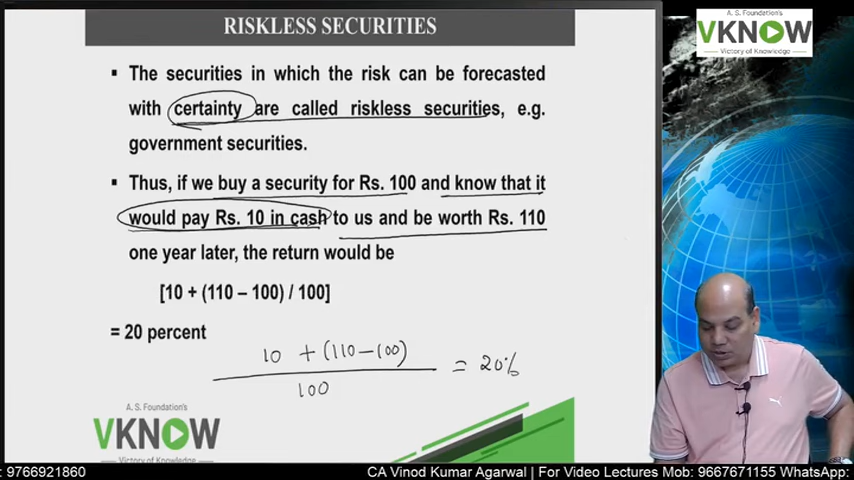 RISKLESS SECURITIES
A. S. Foundation's
VKNOW
Victory of Knowledge
▪ The securities in which the risk can be forecasted
with certainty are called riskless securities, e.g.
government securities.
▪ Thus, if we buy a security for Rs. 100 and know that it
would pay Rs. 10 in cash to us and be worth Rs. 110
one year later, the return would be
[10 + (110 – 100) / 100]
= 20 percent
10 + (110 – 100)
100
= 20%
A. S. Foundation's
VKNOW
Victory of Knowledge
: 9766921860
CA Vinod Kumar Agarwal | For Video Lectures Mob: 9667671155 WhatsApp: